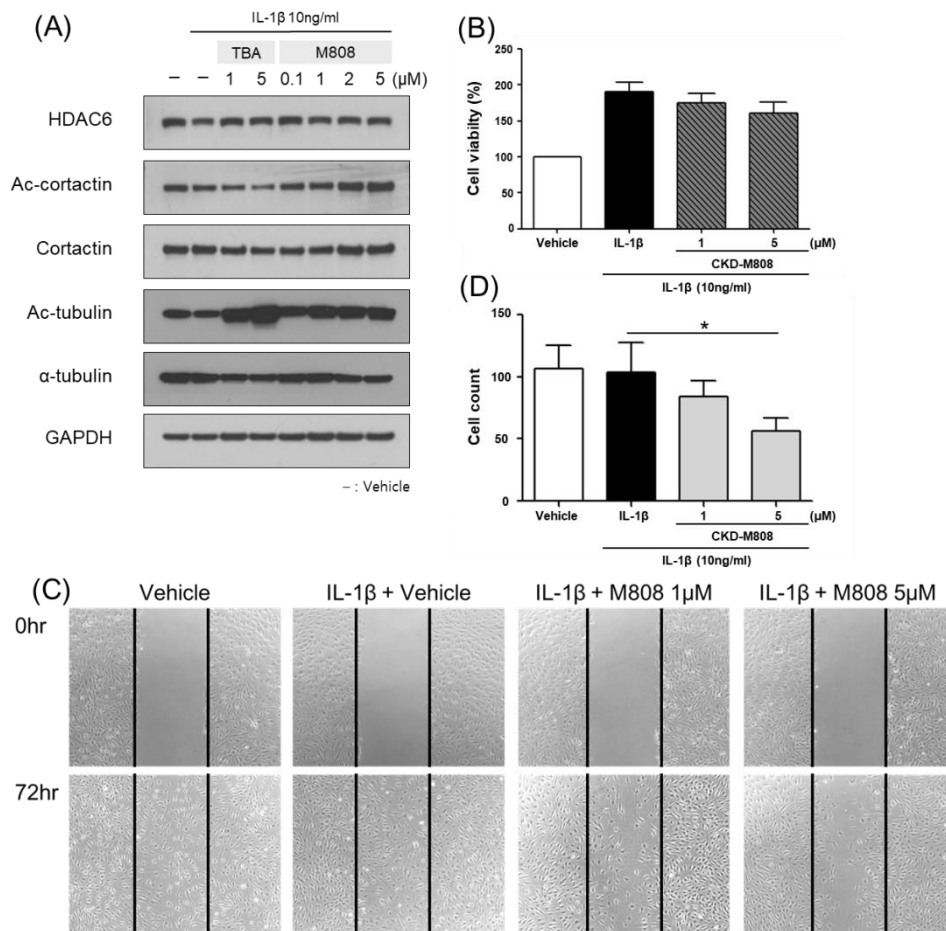 (A)
IL-1β 10ng/ml
TBA M808
– – 1 5 0.1 1 2 5 (μM)
HDAC6
Ac-cortactin
Cortactin
Ac-tubulin
α-tubulin
GAPDH
– : Vehicle
(B)
Cell viabilty (%)
250
200
150
100
50
0
Vehicle IL-1β 1 5 (μM)
CKD-M808
IL-1β (10ng/ml)
(D)
Cell count
150
100
50
0
*
Vehicle IL-1β 1 5 (μM)
CKD-M808
IL-1β (10ng/ml)
(C)
Vehicle IL-1β + Vehicle IL-1β + M808 1μM IL-1β + M808 5μM
0hr
72hr